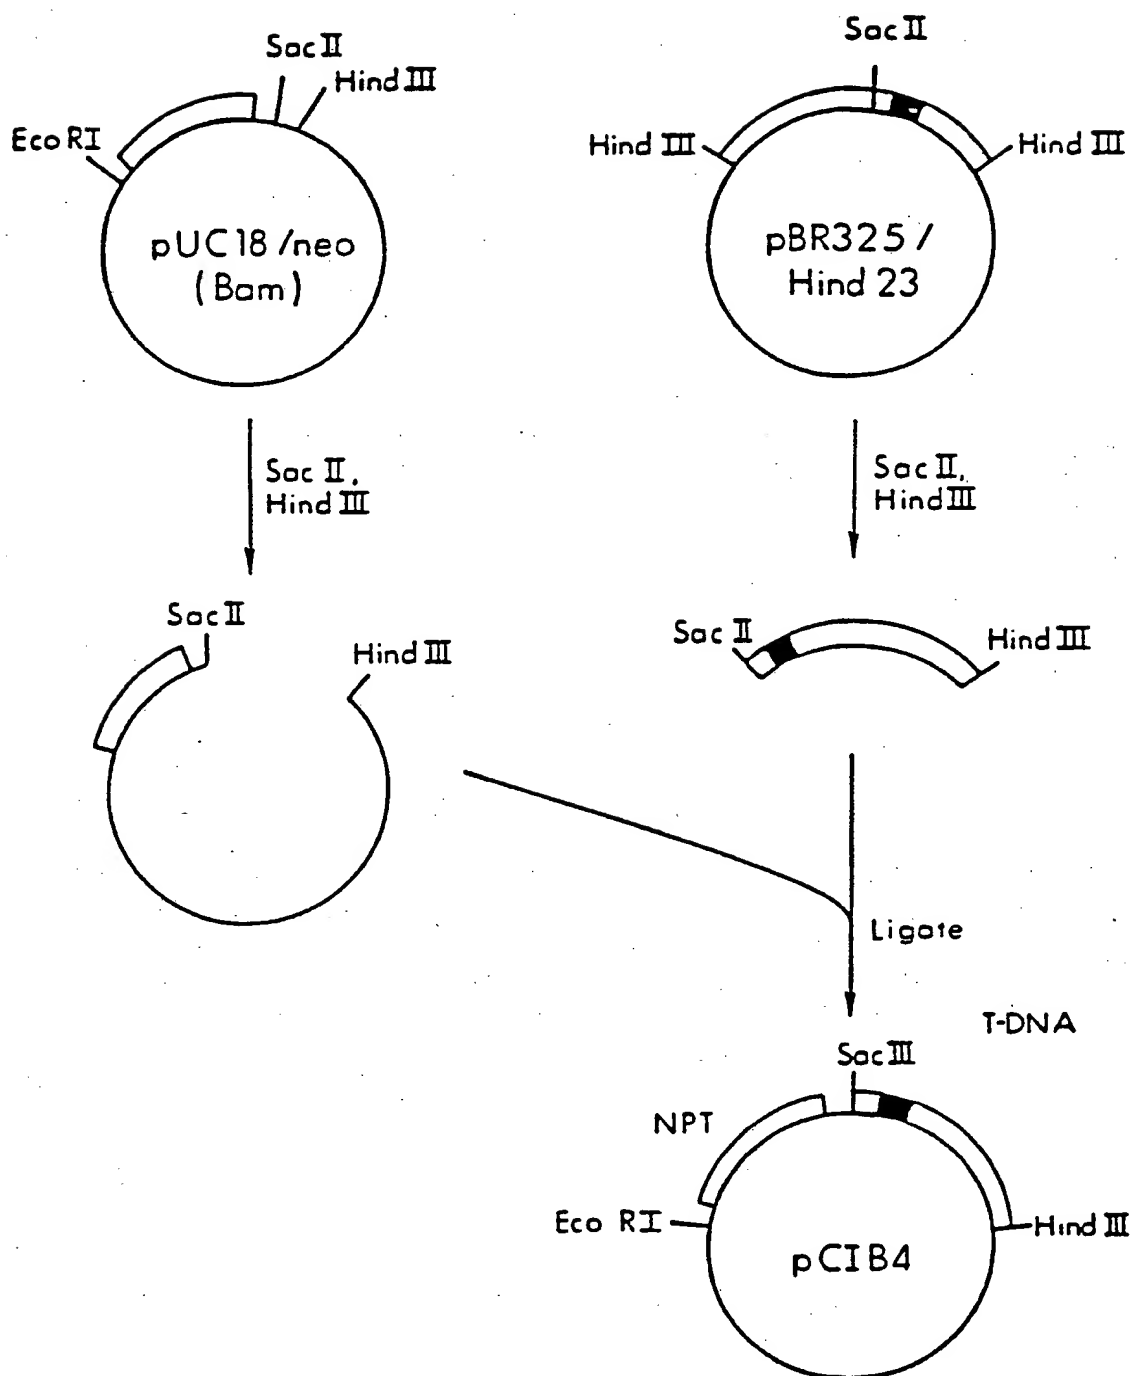 Sac II
Hind III
Eco RI
pUC18/neo
(Bam)
Sac II
Hind III
Hind III
pBR325/
Hind 23
Sac II,
Hind III
Sac II,
Hind III
Sac II
Hind III
Sac II
Hind III
Ligate
T-DNA
Sac III
NPT
Eco RI
Hind III
pCIB4